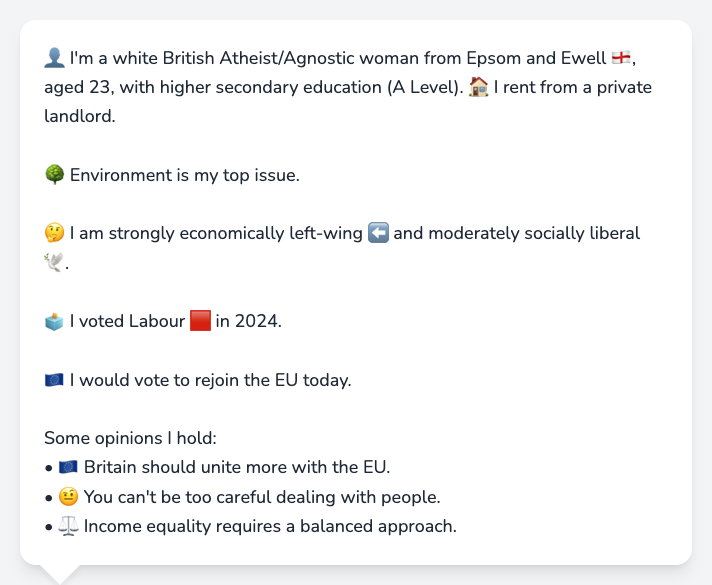 👤 I'm a white British Atheist/Agnostic woman from Epsom and Ewell 🏴󠁧󠁢󠁥󠁮󠁧󠁿,
aged 23, with higher secondary education (A Level). 🏠 I rent from a private
landlord.
🌳 Environment is my top issue.
🤔 I am strongly economically left-wing ⬅️ and moderately socially liberal
🕊️.
🗳️ I voted Labour 🟥 in 2024.
🇪🇺 I would vote to rejoin the EU today.
Some opinions I hold:
• 🇪🇺 Britain should unite more with the EU.
• 🤨 You can't be too careful dealing with people.
• ⚖️ Income equality requires a balanced approach.